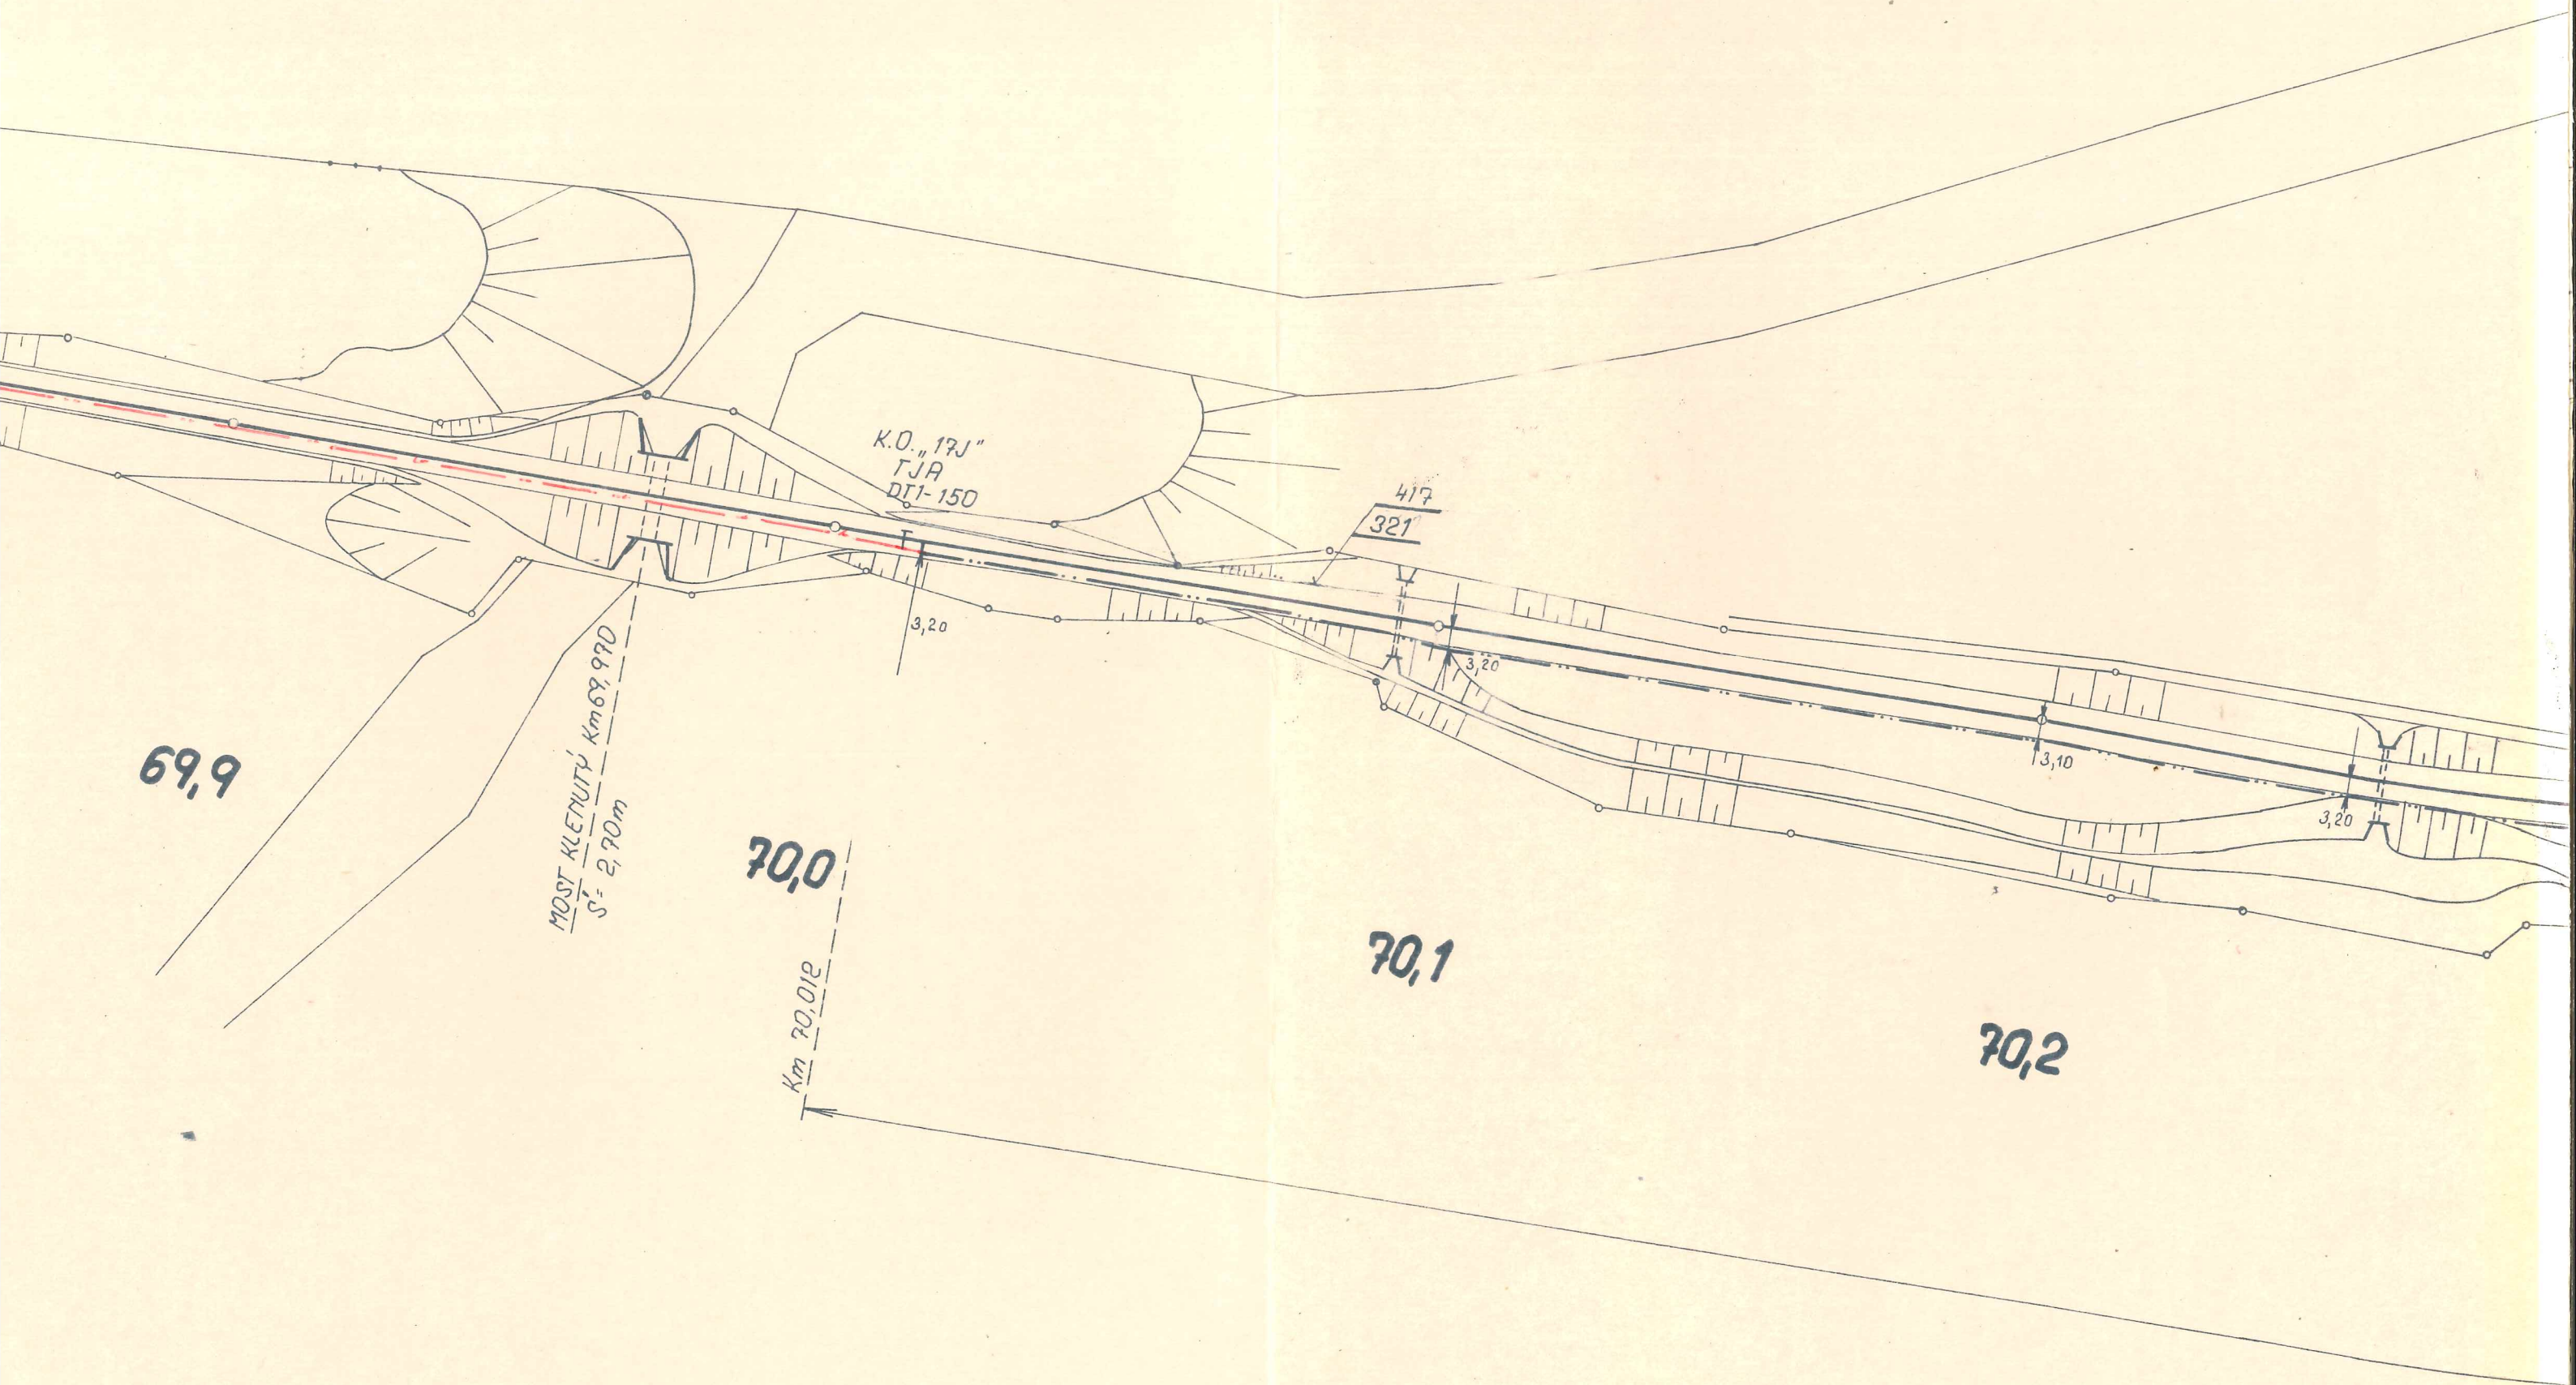 K.O. „17J"
TJA
DT1-150
417
321
3,20
3,20
3,10
3,20
MOST KLENUTÝ Km 69,970
S = 2,70m
69,9
70,0
Km 70,012
70,1
70,2